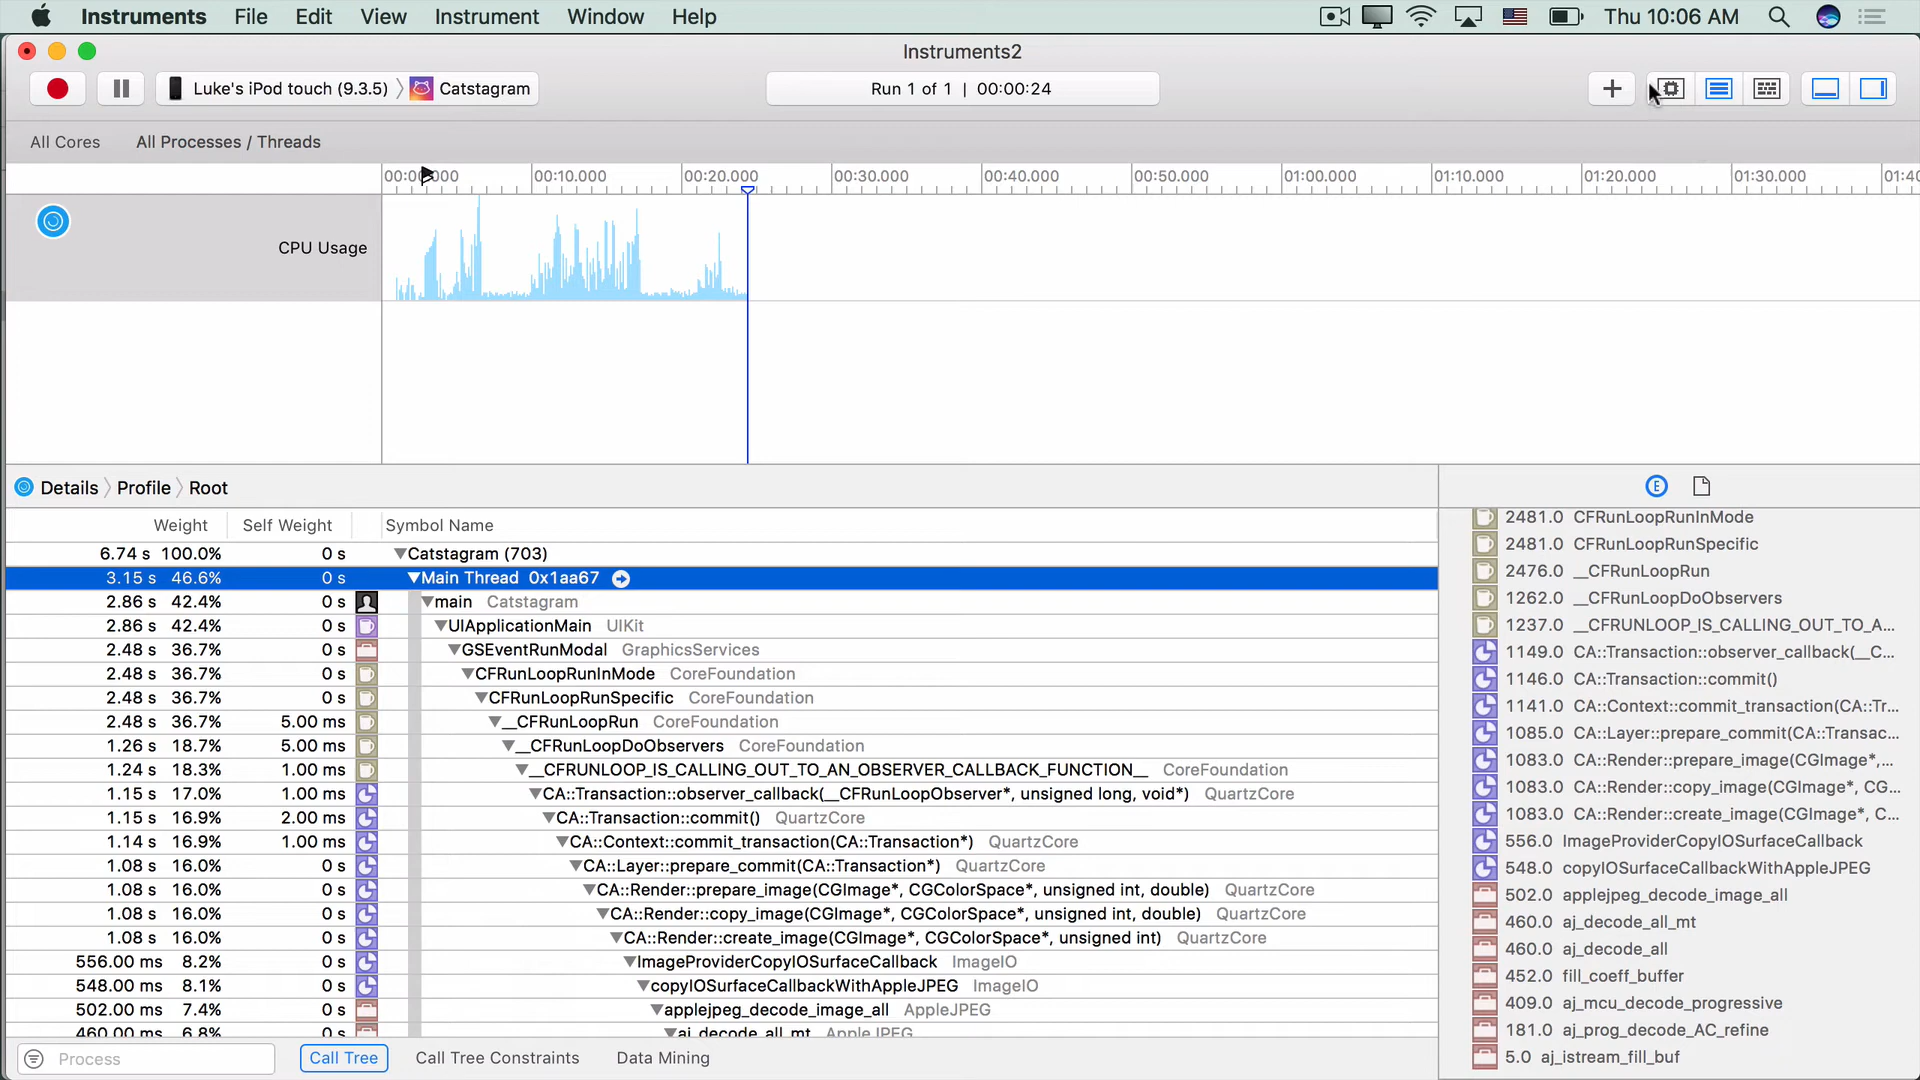 Instruments File Edit View Instrument Window Help Thu 10:06 AM
Instruments2
Luke's iPod touch (9.3.5) Catstagram Run 1 of 1 | 00:00:24
All Cores All Processes / Threads
00:10.000 00:20.000 00:30.000 00:40.000 00:50.000 01:00.000 01:10.000 01:20.000 01:30.000
CPU Usage
Details Profile Root
Weight Self Weight Symbol Name
6.74 s 100.0% 0 s Catstagram (703)
3.15 s 46.6% 0 s Main Thread 0x1aa67
2.86 s 42.4% 0 s main Catstagram
2.86 s 42.4% 0 s UIApplicationMain UIKit
2.48 s 36.7% 0 s GSEventRunModal GraphicsServices
2.48 s 36.7% 0 s CFRunLoopRunInMode CoreFoundation
2.48 s 36.7% 0 s CFRunLoopRunSpecific CoreFoundation
2.48 s 36.7% 5.00 ms __CFRunLoopRun CoreFoundation
1.26 s 18.7% 5.00 ms __CFRunLoopDoObservers CoreFoundation
1.24 s 18.3% 1.00 ms __CFRUNLOOP_IS_CALLING_OUT_TO_AN_OBSERVER_CALLBACK_FUNCTION__ CoreFoundation
1.15 s 17.0% 1.00 ms CA::Transaction::observer_callback(__CFRunLoopObserver*, unsigned long, void*) QuartzCore
1.15 s 16.9% 2.00 ms CA::Transaction::commit() QuartzCore
1.14 s 16.9% 1.00 ms CA::Context::commit_transaction(CA::Transaction*) QuartzCore
1.08 s 16.0% 0 s CA::Layer::prepare_commit(CA::Transaction*) QuartzCore
1.08 s 16.0% 0 s CA::Render::prepare_image(CGImage*, CGColorSpace*, unsigned int, double) QuartzCore
1.08 s 16.0% 0 s CA::Render::copy_image(CGImage*, CGColorSpace*, unsigned int, double) QuartzCore
1.08 s 16.0% 0 s CA::Render::create_image(CGImage*, CGColorSpace*, unsigned int) QuartzCore
556.00 ms 8.2% 0 s ImageProviderCopyIOSurfaceCallback ImageIO
548.00 ms 8.1% 0 s copyIOSurfaceCallbackWithAppleJPEG ImageIO
502.00 ms 7.4% 0 s applejpeg_decode_image_all AppleJPEG
460.00 ms 6.8% 0 s aj_decode_all_mt AppleJPEG
E
2481.0 CFRunLoopRunInMode
2481.0 CFRunLoopRunSpecific
2476.0 __CFRunLoopRun
1262.0 __CFRunLoopDoObservers
1237.0 __CFRUNLOOP_IS_CALLING_OUT_TO_A...
1149.0 CA::Transaction::observer_callback(__C...
1146.0 CA::Transaction::commit()
1141.0 CA::Context::commit_transaction(CA::Tr...
1085.0 CA::Layer::prepare_commit(CA::Transac...
1083.0 CA::Render::prepare_image(CGImage*,...
1083.0 CA::Render::copy_image(CGImage*, CG...
1083.0 CA::Render::create_image(CGImage*, C...
556.0 ImageProviderCopyIOSurfaceCallback
548.0 copyIOSurfaceCallbackWithAppleJPEG
502.0 applejpeg_decode_image_all
460.0 aj_decode_all_mt
460.0 aj_decode_all
452.0 fill_coeff_buffer
409.0 aj_mcu_decode_progressive
181.0 aj_prog_decode_AC_refine
5.0 aj_istream_fill_buf
Process Call Tree Call Tree Constraints Data Mining